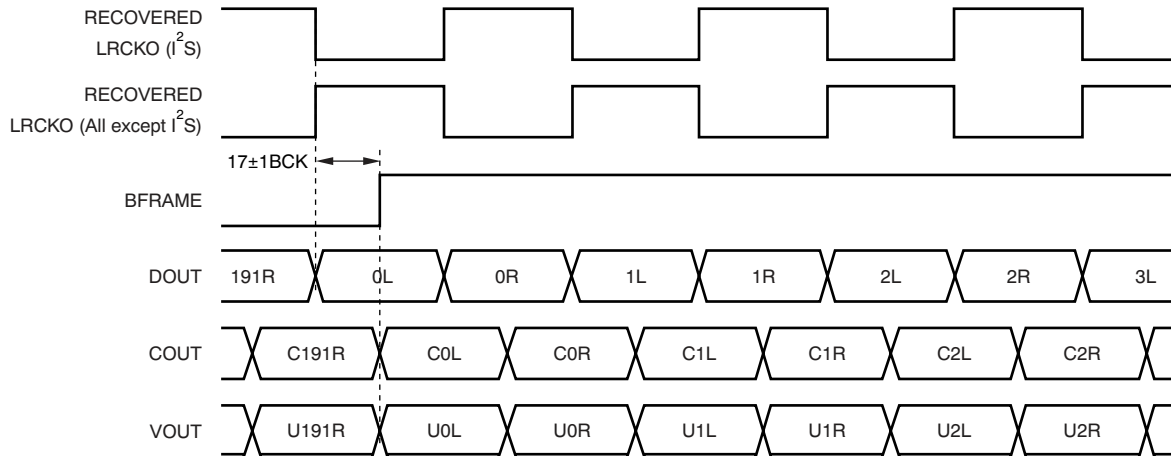 RECOVERED
LRCKO (I²S)
RECOVERED
LRCKO (All except I²S)
17±1BCK
BFRAME
DOUT 191R 0L 0R 1L 1R 2L 2R 3L
COUT C191R C0L C0R C1L C1R C2L C2R
VOUT U191R U0L U0R U1L U1R U2L U2R